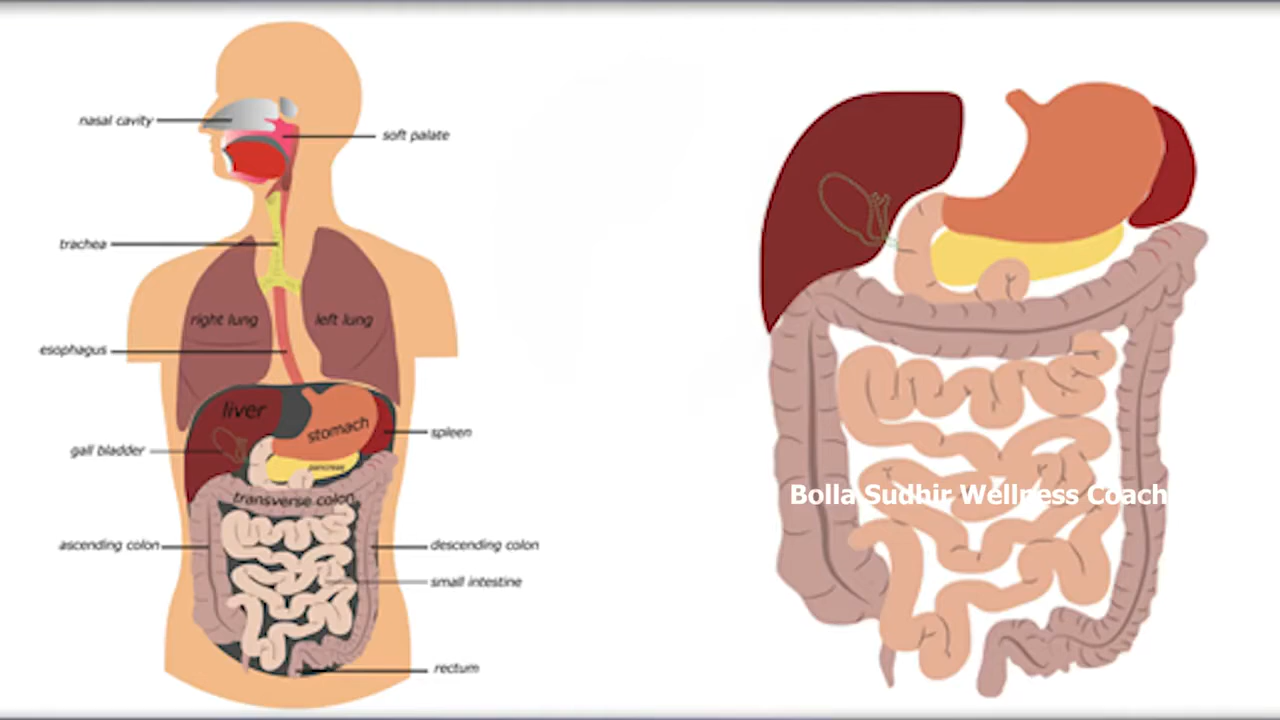 nasal cavity
soft palate
trachea
right lung
left lung
esophagus
liver
stomach
spleen
gall bladder
pancreas
transverse colon
ascending colon
descending colon
small intestine
rectum
Bolla Sudhir Wellness Coach